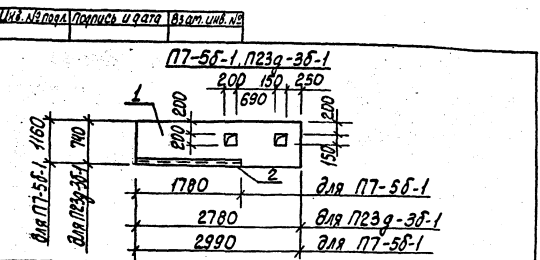 Инв. № подл. Подпись и дата Взам. инв. №
П7-5б-1, П23д-3б-1
200 150 250
690
1
200
200
200
150
1160
740
для П7-5б-1
для П23д-3б-1
2
1780 для П7-5б-1
2780 для П23д-3б-1
2990 для П7-5б-1